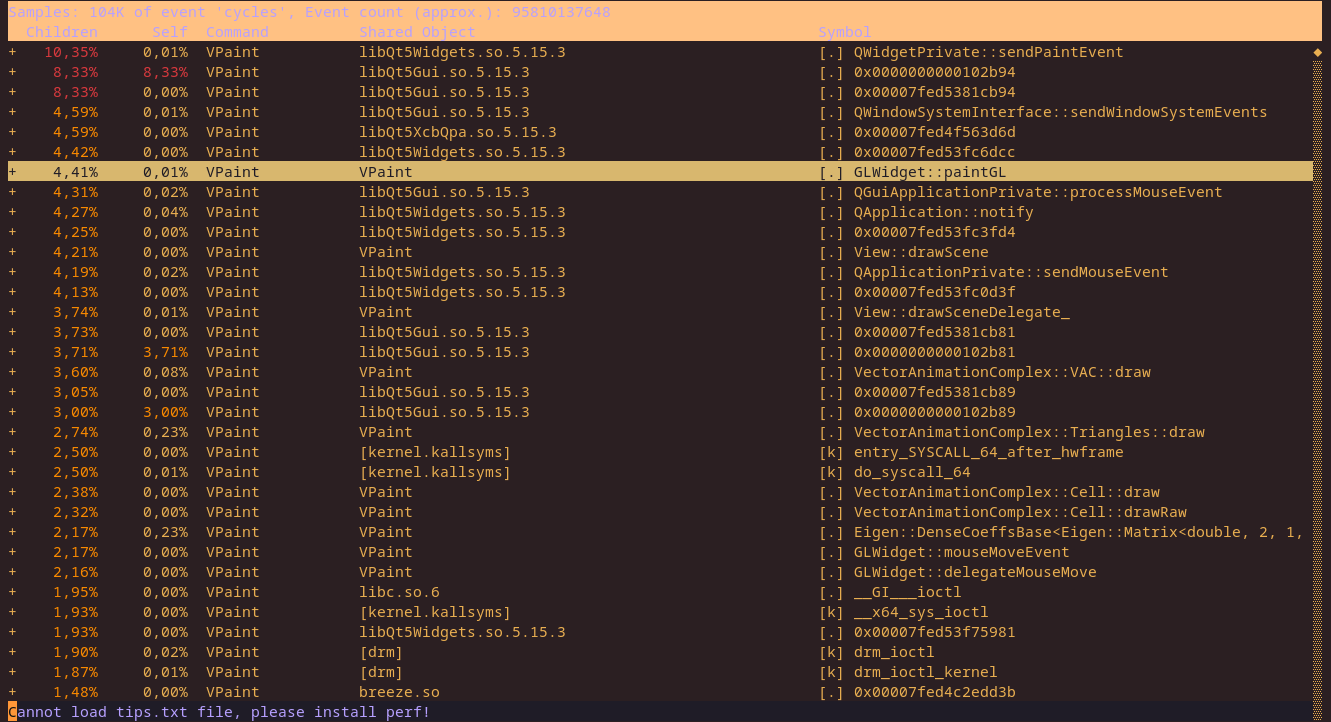 Samples: 104K of event 'cycles', Event count (approx.): 95810137648
Children Self Command Shared Object Symbol
+ 10,35% 0,01% VPaint libQt5Widgets.so.5.15.3 [.] QWidgetPrivate::sendPaintEvent
+ 8,33% 8,33% VPaint libQt5Gui.so.5.15.3 [.] 0x0000000000102b94
+ 8,33% 0,00% VPaint libQt5Gui.so.5.15.3 [.] 0x00007fed5381cb94
+ 4,59% 0,01% VPaint libQt5Gui.so.5.15.3 [.] QWindowSystemInterface::sendWindowSystemEvents
+ 4,59% 0,00% VPaint libQt5XcbQpa.so.5.15.3 [.] 0x00007fed4f563d6d
+ 4,42% 0,00% VPaint libQt5Widgets.so.5.15.3 [.] 0x00007fed53fc6dcc
+ 4,41% 0,01% VPaint VPaint [.] GLWidget::paintGL
+ 4,31% 0,02% VPaint libQt5Gui.so.5.15.3 [.] QGuiApplicationPrivate::processMouseEvent
+ 4,27% 0,04% VPaint libQt5Widgets.so.5.15.3 [.] QApplication::notify
+ 4,25% 0,00% VPaint libQt5Widgets.so.5.15.3 [.] 0x00007fed53fc3fd4
+ 4,21% 0,00% VPaint VPaint [.] View::drawScene
+ 4,19% 0,02% VPaint libQt5Widgets.so.5.15.3 [.] QApplicationPrivate::sendMouseEvent
+ 4,13% 0,00% VPaint libQt5Widgets.so.5.15.3 [.] 0x00007fed53fc0d3f
+ 3,74% 0,01% VPaint VPaint [.] View::drawSceneDelegate_
+ 3,73% 0,00% VPaint libQt5Gui.so.5.15.3 [.] 0x00007fed5381cb81
+ 3,71% 3,71% VPaint libQt5Gui.so.5.15.3 [.] 0x0000000000102b81
+ 3,60% 0,08% VPaint VPaint [.] VectorAnimationComplex::VAC::draw
+ 3,05% 0,00% VPaint libQt5Gui.so.5.15.3 [.] 0x00007fed5381cb89
+ 3,00% 3,00% VPaint libQt5Gui.so.5.15.3 [.] 0x0000000000102b89
+ 2,74% 0,23% VPaint VPaint [.] VectorAnimationComplex::Triangles::draw
+ 2,50% 0,00% VPaint [kernel.kallsyms] [k] entry_SYSCALL_64_after_hwframe
+ 2,50% 0,01% VPaint [kernel.kallsyms] [k] do_syscall_64
+ 2,38% 0,00% VPaint VPaint [.] VectorAnimationComplex::Cell::draw
+ 2,32% 0,00% VPaint VPaint [.] VectorAnimationComplex::Cell::drawRaw
+ 2,17% 0,23% VPaint VPaint [.] Eigen::DenseCoeffsBase<Eigen::Matrix<double, 2, 1,
+ 2,17% 0,00% VPaint VPaint [.] GLWidget::mouseMoveEvent
+ 2,16% 0,00% VPaint VPaint [.] GLWidget::delegateMouseMove
+ 1,95% 0,00% VPaint libc.so.6 [.] __GI___ioctl
+ 1,93% 0,00% VPaint [kernel.kallsyms] [k] __x64_sys_ioctl
+ 1,93% 0,00% VPaint libQt5Widgets.so.5.15.3 [.] 0x00007fed53f75981
+ 1,90% 0,02% VPaint [drm] [k] drm_ioctl
+ 1,87% 0,01% VPaint [drm] [k] drm_ioctl_kernel
+ 1,48% 0,00% VPaint breeze.so [.] 0x00007fed4c2edd3b
Cannot load tips.txt file, please install perf!